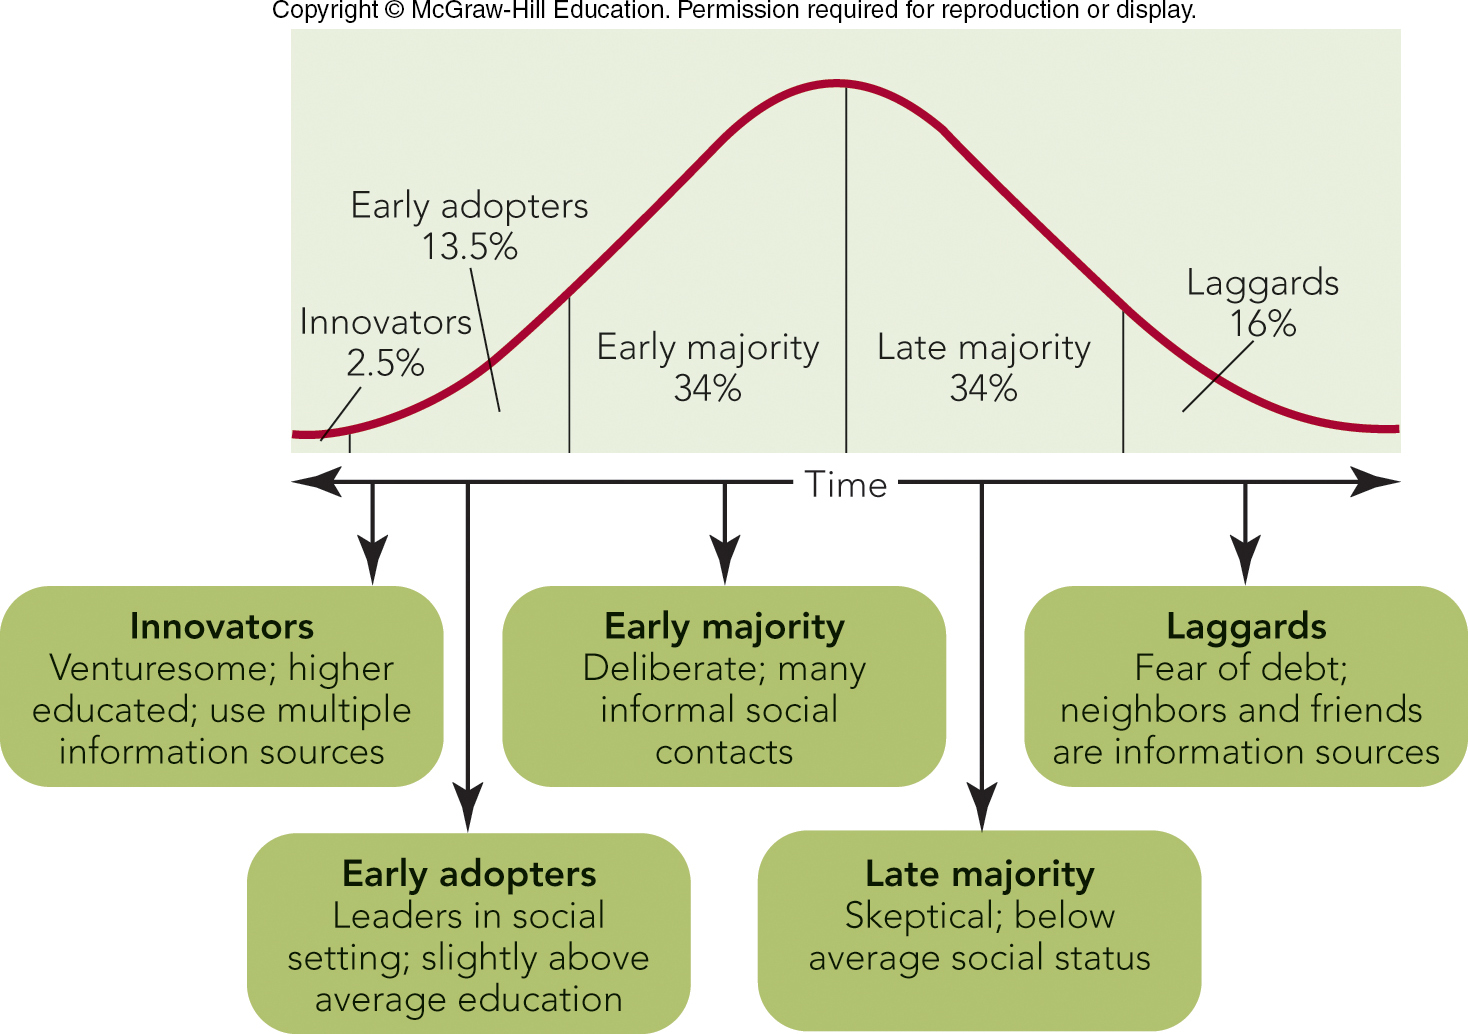 Copyright © McGraw-Hill Education. Permission required for reproduction or display.
Early adopters
13.5%
Innovators
2.5%
Early majority
34%
Late majority
34%
Laggards
16%
Time
Innovators
Venturesome; higher
educated; use multiple
information sources
Early majority
Deliberate; many
informal social
contacts
Laggards
Fear of debt;
neighbors and friends
are information sources
Early adopters
Leaders in social
setting; slightly above
average education
Late majority
Skeptical; below
average social status